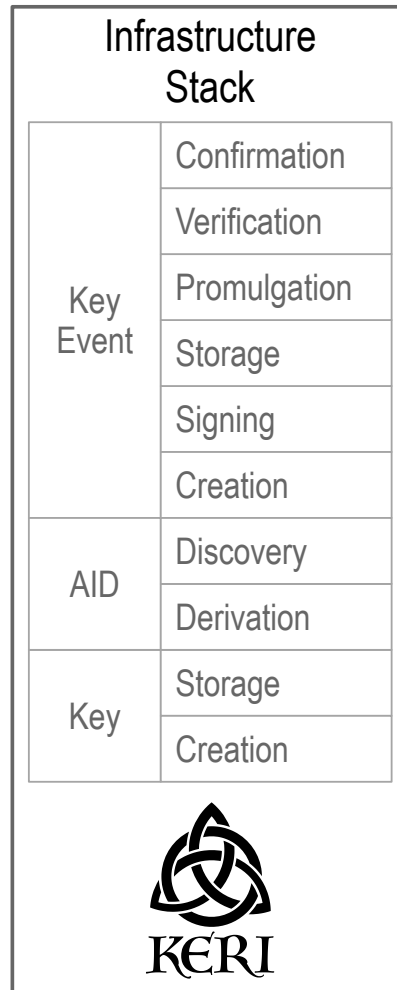 Infrastructure
Stack
Key
Event
Confirmation
Verification
Promulgation
Storage
Signing
Creation
AID
Discovery
Derivation
Key
Storage
Creation
KERI